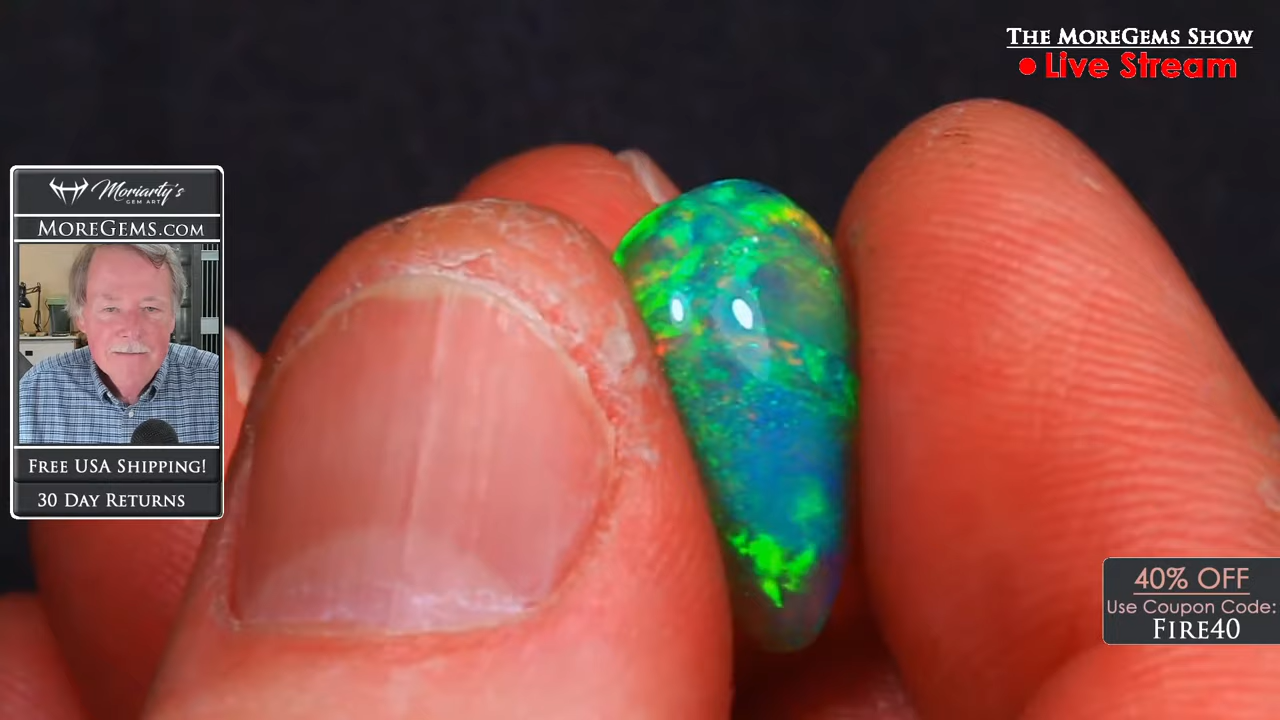 The MoreGems Show
Live Stream
Moriarty's
GEM ART
MoreGems.com
Free USA Shipping!
30 Day Returns
40% OFF
Use Coupon Code:
Fire40